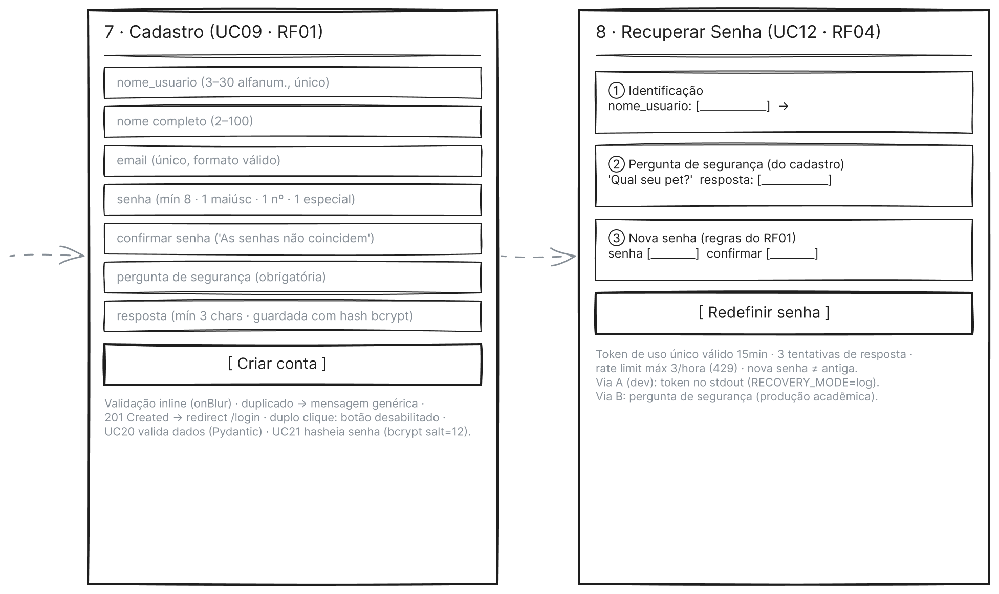 7 · Cadastro (UC09 · RF01)
nome_usuario (3–30 alfanum., único)
nome completo (2–100)
email (único, formato válido)
senha (mín 8 · 1 maiúsc · 1 nº · 1 especial)
confirmar senha ('As senhas não coincidem')
pergunta de segurança (obrigatória)
resposta (mín 3 chars · guardada com hash bcrypt)
[ Criar conta ]
Validação inline (onBlur) · duplicado → mensagem genérica ·
201 Created → redirect /login · duplo clique: botão desabilitado ·
UC20 valida dados (Pydantic) · UC21 hasheia senha (bcrypt salt=12).
8 · Recuperar Senha (UC12 · RF04)
① Identificação
nome_usuario: [___________] →
② Pergunta de segurança (do cadastro)
'Qual seu pet?' resposta: [___________]
③ Nova senha (regras do RF01)
senha [________] confirmar [________]
[ Redefinir senha ]
Token de uso único válido 15min · 3 tentativas de resposta ·
rate limit máx 3/hora (429) · nova senha ≠ antiga.
Via A (dev): token no stdout (RECOVERY_MODE=log).
Via B: pergunta de segurança (produção acadêmica).